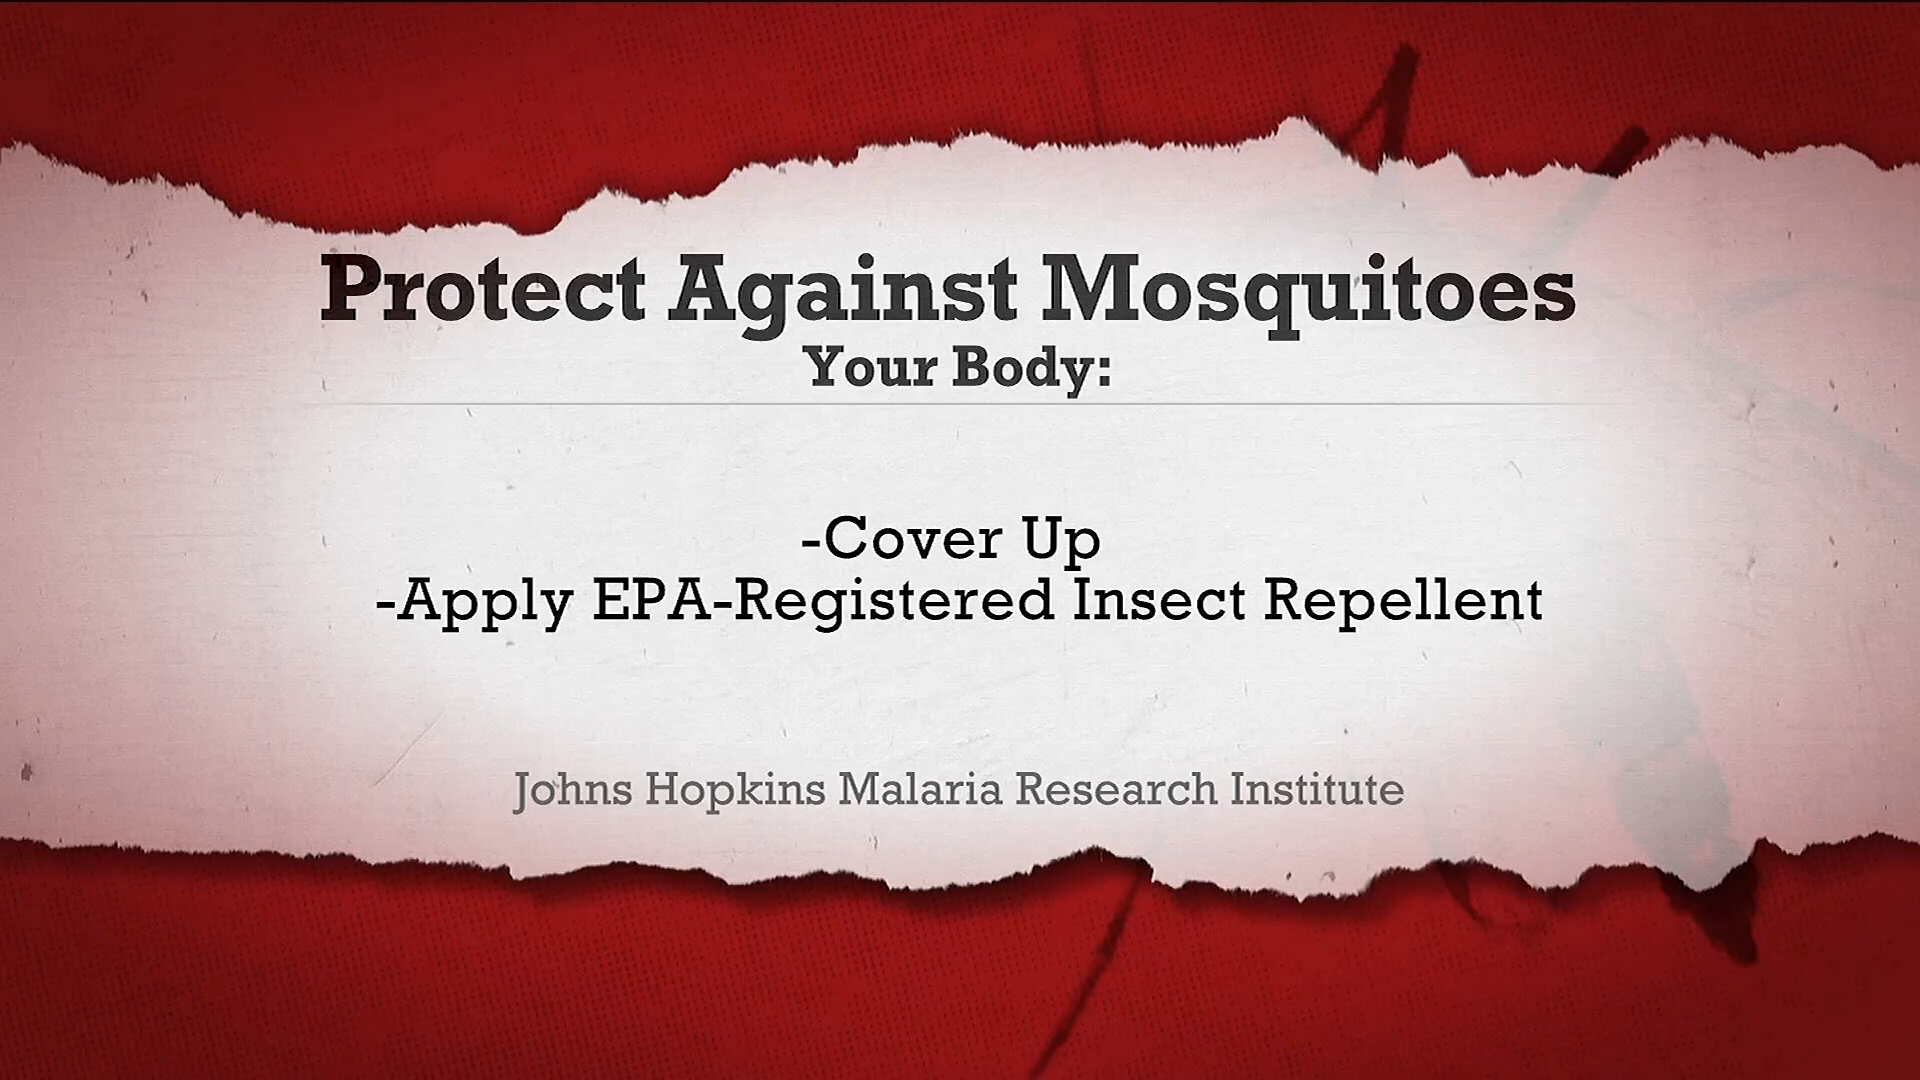 Protect Against Mosquitoes
Your Body:
-Cover Up
-Apply EPA-Registered Insect Repellent
Johns Hopkins Malaria Research Institute